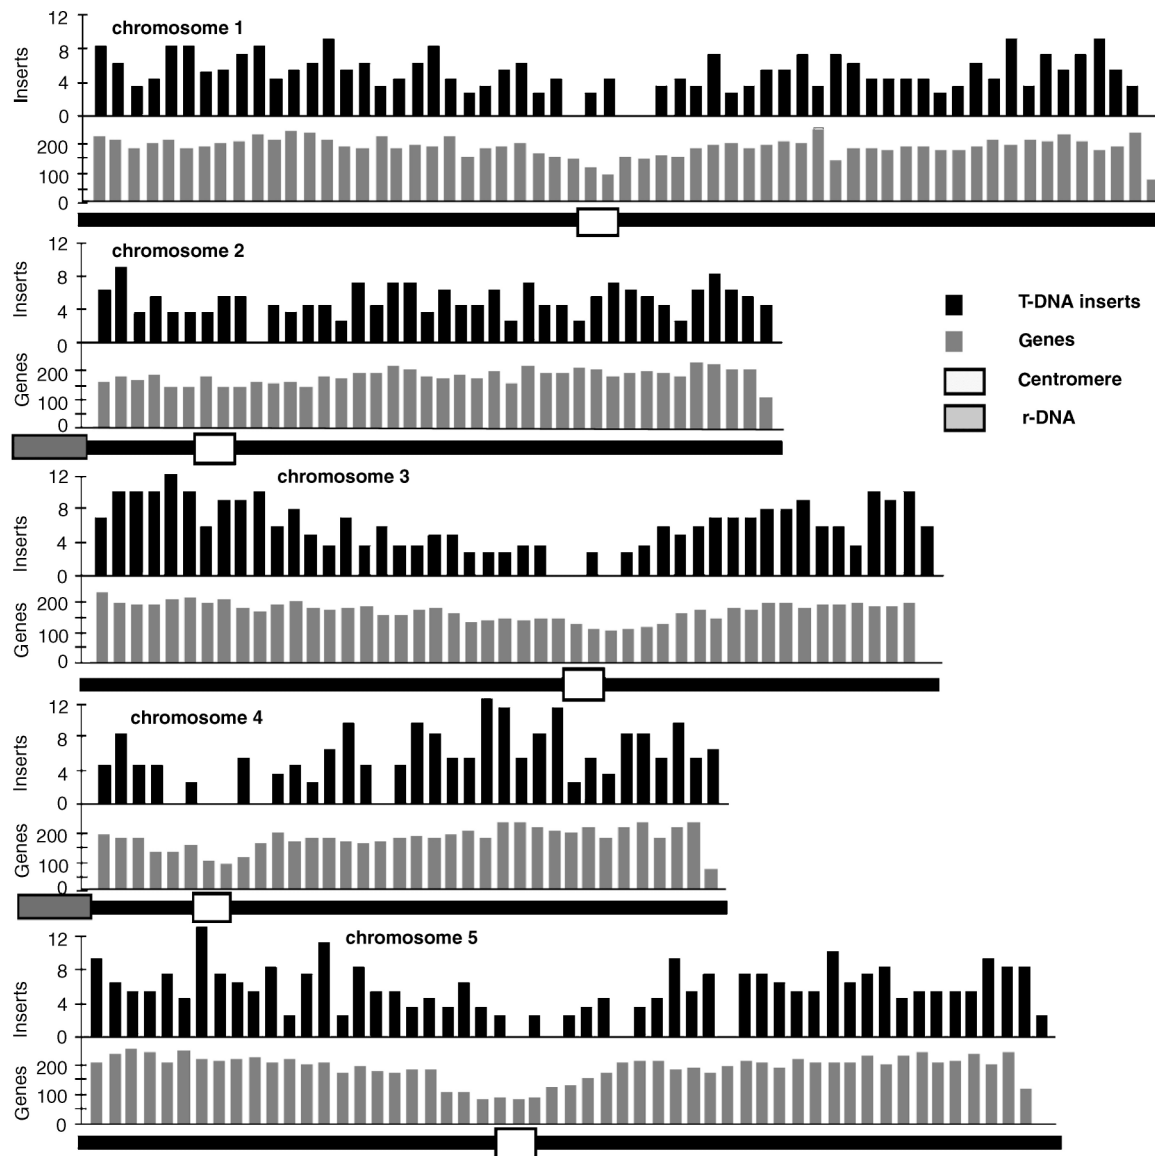 12
chromosome 1
8
Inserts
4
0
200
100
0
12
chromosome 2
8
Inserts
4
0
200
Genes
100
0
T-DNA inserts
Genes
Centromere
r-DNA
12
chromosome 3
8
Inserts
4
0
200
Genes
100
0
12
chromosome 4
8
Inserts
4
0
200
Genes
100
0
12
chromosome 5
8
Inserts
4
0
200
Genes
100
0